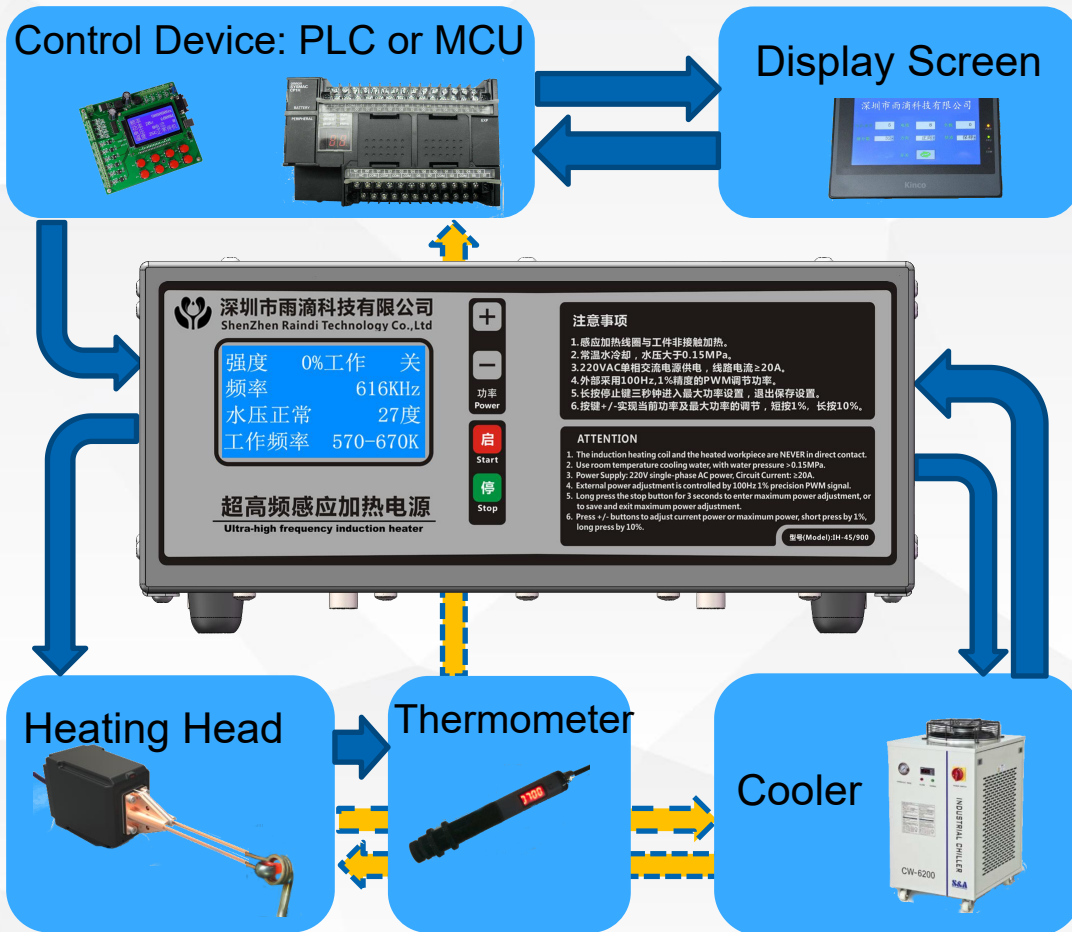 Control Device: PLC or MCU
Display Screen
BATTERY
PERIPHERAL
EXP
深圳市雨滴科技有限公司
Kinco
深圳市雨滴科技有限公司
ShenZhen Raindi Technology Co.,Ltd
强度 0%工作 关
频率 616KHz
水压正常 27度
工作频率 570-670K
超高频感应加热电源
Ultra-high frequency induction heater
+
−
功率
Power
启
Start
停
Stop
注意事项
1.感应加热线圈与工件非接触加热。
2.常温水冷却，水压大于0.15MPa。
3.220VAC单相交流电源供电，线路电流≥20A。
4.外部采用100Hz,1%精度的PWM调节功率。
5.长按停止键三秒钟进入最大功率设置，退出保存设置。
6.按键+/-实现当前功率及最大功率的调节，短按1%，长按10%。
ATTENTION
1. The induction heating coil and the heated workpiece are NEVER in direct contact.
2. Use room temperature cooling water, with water pressure >0.15MPa.
3. Power Supply: 220V single-phase AC power, Circuit Current: ≥20A.
4. External power adjustment is controlled by 100Hz 1% precision PWM signal.
5. Long press the stop button for 3 seconds to enter maximum power adjustment, or
to save and exit maximum power adjustment.
6. Press +/- buttons to adjust current power or maximum power, short press by 1%,
long press by 10%.
型号(Model):IH-45/900
Heating Head
Thermometer
Cooler
INDUSTRIAL CHILLER
CW-6200
S&A